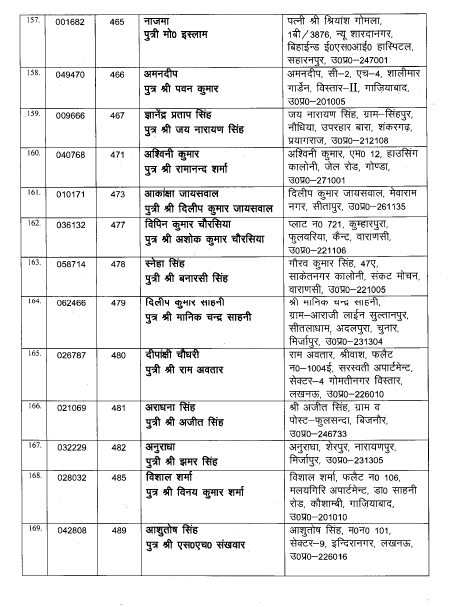 157. 001682 465 नाजमा पत्नी श्री श्रियांश गोमला,
पुत्री मो0 इस्लाम 1बी/3876, न्यू शारदानगर,
बिहाईन्ड ई0एस0आई0 हास्पिटल,
सहारनपुर, उ0प्र0-247001
158. 049470 466 अमनदीप अमनदीप, सी-2, एच-4, शालीमार
पुत्र श्री पवन कुमार गार्डन, विस्तार-II, गाज़ियाबाद,
उ0प्र0-201005
159. 009666 467 ज्ञानेंद्र प्रताप सिंह जय नारायण सिंह, ग्राम-सिंहपुर,
पुत्र श्री जय नारायण सिंह नौधिया, उपरहार बारा, शंकरगढ़,
प्रयागराज, उ0प्र0-212108
160. 040768 471 अश्विनी कुमार अश्विनी कुमार, एम0 12, हाउसिंग
पुत्र श्री रामानन्द शर्मा कालोनी, जेल रोड, गोण्डा,
उ0प्र0-271001
161. 010171 473 आकांक्षा जायसवाल दिलीप कुमार जायसवाल, मेवाराम
पुत्री श्री दिलीप कुमार जायसवाल नगर, सीतापुर, उ0प्र0-261135
162. 036132 477 विपिन कुमार चौरसिया प्लाट न0 721, कुम्हारपुरा,
पुत्र श्री अशोक कुमार चौरसिया फुलवरिया, कैन्ट, वाराणसी,
उ0प्र0-221106
163. 058714 478 स्नेहा सिंह गौरव कुमार सिंह, 47ए,
पुत्री श्री बनारसी सिंह साकेतनगर कालोनी, संकट मोचन,
वाराणसी, उ0प्र0-221005
164. 062466 479 दिलीप कुमार साहनी श्री मानिक चन्द्र साहनी,
पुत्र श्री मानिक चन्द्र साहनी ग्राम-आराजी लाईन सुल्तानपुर,
सीतलाधाम, अदलपुरा, चुनार,
मिर्जापुर, उ0प्र0-231304
165. 026787 480 दीपांक्षी चौधरी राम अवतार, श्रीवाश, फलैट
पुत्री श्री राम अवतार न0-1004ई, सरस्वती अपार्टमेन्ट,
सेक्टर-4 गोमतीनगर विस्तार,
लखनऊ, उ0प्र0-226010
166. 021069 481 अराधना सिंह श्री अजीत सिंह, ग्राम व
पुत्री श्री अजीत सिंह पोस्ट-फुलसन्दा, बिजनौर,
उ0प्र0-246733
167. 032229 482 अनुराधा अनुराधा, शेरपुर, नारायणपुर,
पुत्री श्री झमर सिंह मिर्जापुर, उ0प्र0-231305
168. 028032 485 विशाल शर्मा विशाल शर्मा, फलैट न0 106,
पुत्र श्री विनय कुमार शर्मा मलयगिरि अपार्टमेन्ट, डा0 साहनी
रोड, कौशाम्बी, गाज़ियाबाद,
उ0प्र0-201010
169. 042808 489 आशुतोष सिंह आशुतोष सिंह, न0न0 101,
पुत्र श्री एस0एच0 संखवार सेक्टर-9, इन्दिरानगर, लखनऊ,
उ0प्र0-226016